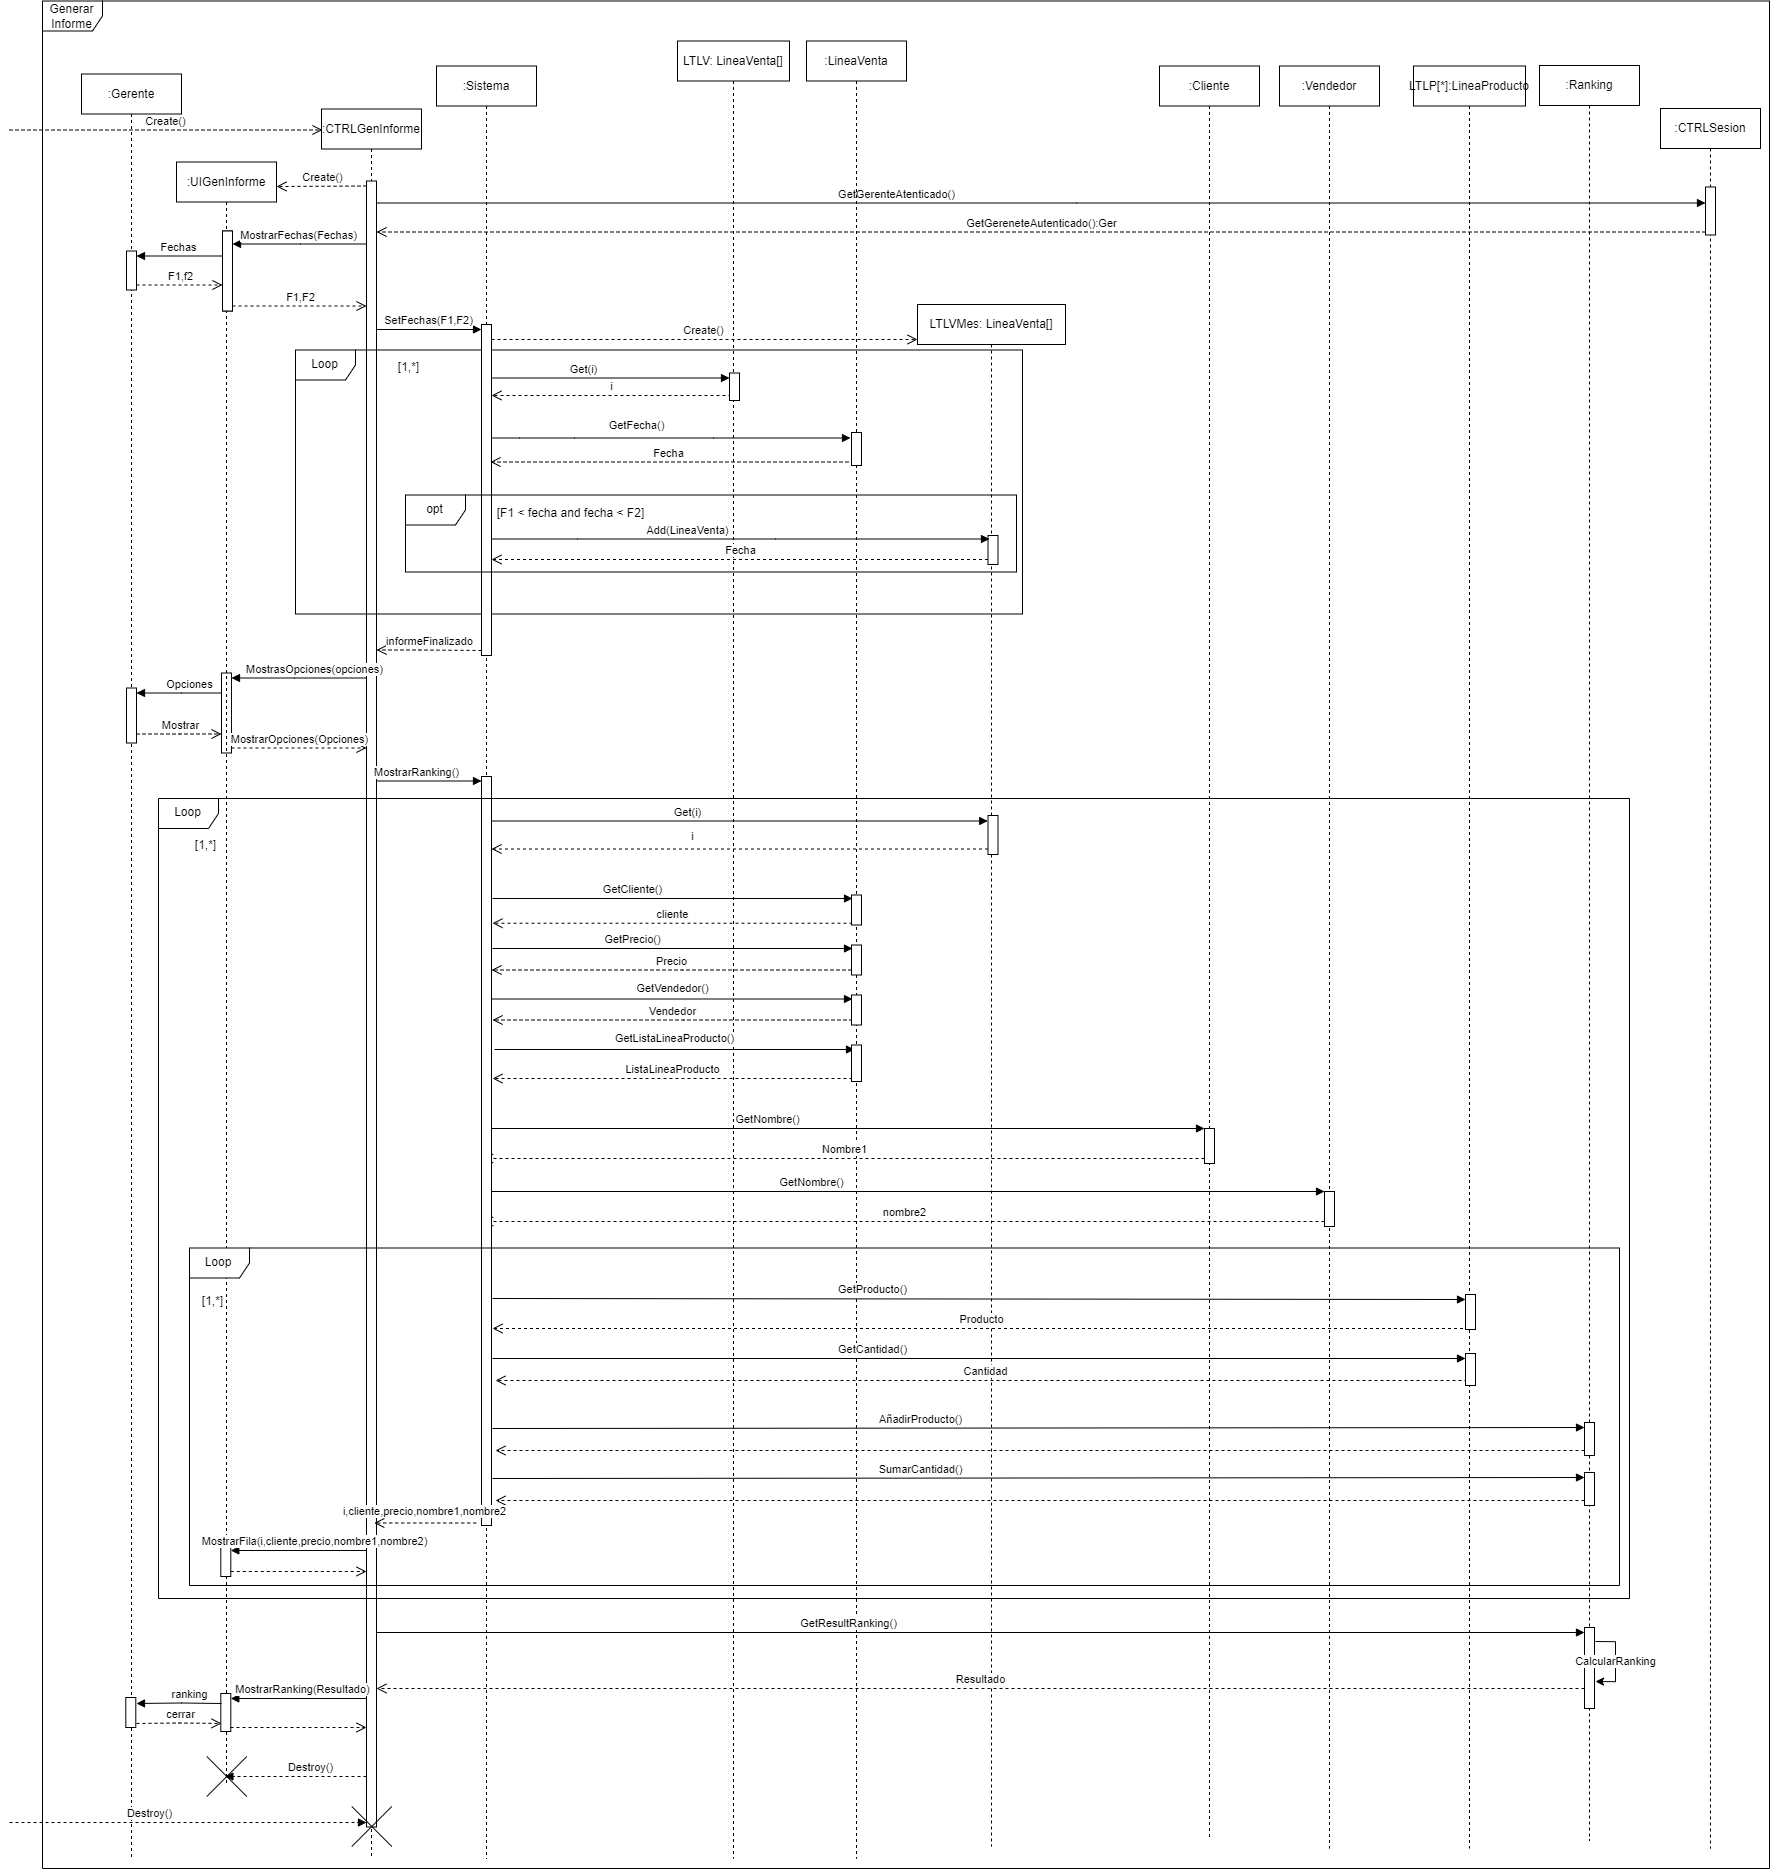 Generar
Informe
LTLV: LineaVenta[]
:LineaVenta
:Sistema
:Cliente
:Vendedor
LTLP[*]:LineaProducto
:Ranking
:Gerente
Create()
:CTRLGenInforme
:CTRLSesion
:UIGenInforme
Create()
GetGerenteAtenticado()
GetGereneteAutenticado():Ger
MostrarFechas(Fechas)
Fechas
F1,f2
F1,F2
SetFechas(F1,F2)
Create()
LTLVMes: LineaVenta[]
Loop
[1,*]
Get(i)
i
GetFecha()
Fecha
opt
[F1 < fecha and fecha < F2]
Add(LineaVenta)
Fecha
informeFinalizado
MostrasOpciones(opciones)
Opciones
Mostrar
MostrarOpciones(Opciones)
MostrarRanking()
Loop
[1,*]
Get(i)
i
GetCliente()
cliente
GetPrecio()
Precio
GetVendedor()
Vendedor
GetListaLineaProducto()
ListaLineaProducto
GetNombre()
Nombre1
GetNombre()
nombre2
Loop
[1,*]
GetProducto()
Producto
GetCantidad()
Cantidad
AñadirProducto()
SumarCantidad()
i,cliente,precio,nombre1,nombre2
MostrarFila(i,cliente,precio,nombre1,nombre2)
GetResultRanking()
CalcularRanking
Resultado
MostrarRanking(Resultado)
ranking
cerrar
Destroy()
Destroy()